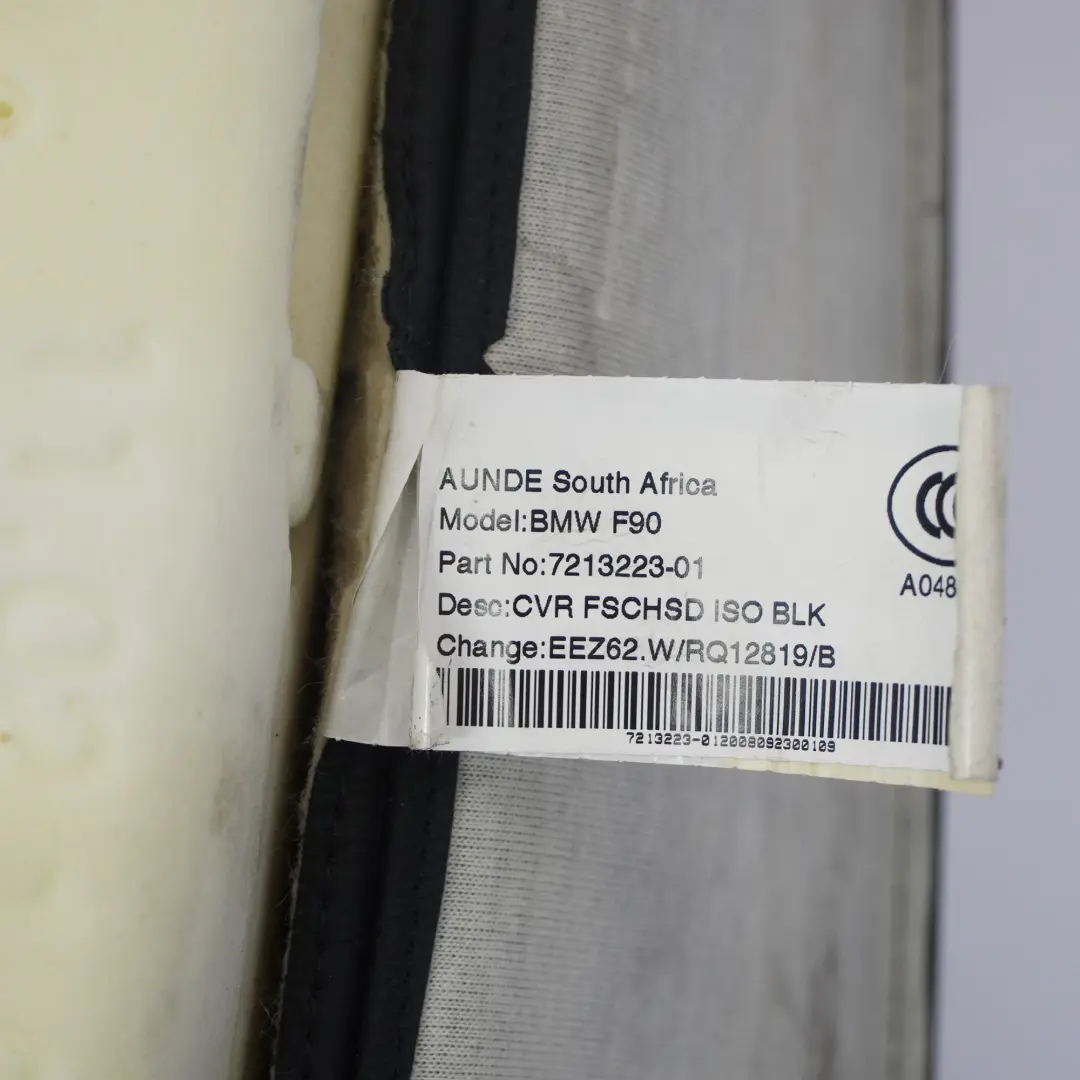 AUNDE South Africa
Model:BMW F90
Part No:7213223-01
A048
Desc:CVR FSCHSD ISO BLK
Change:EEZ62.W/RQ12819/B
7213223-012008092300109